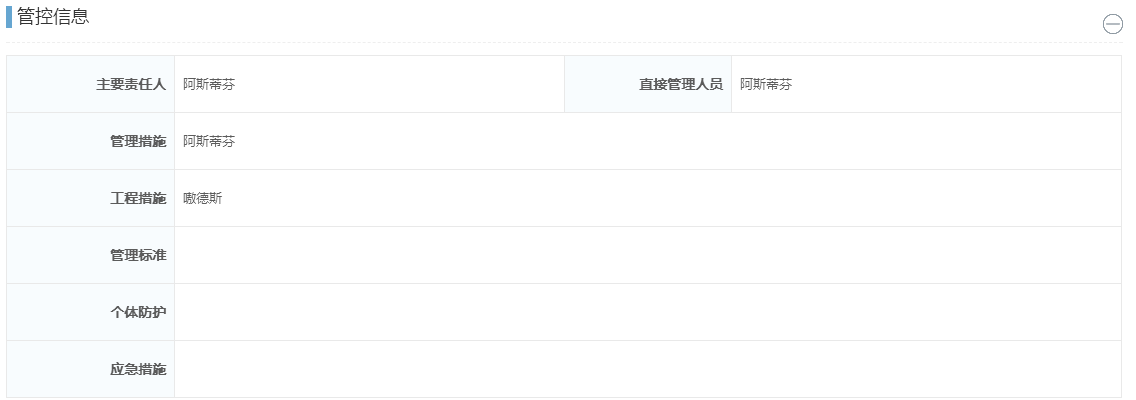 管控信息
主要责任人 阿斯蒂芬 直接管理人员 阿斯蒂芬
管理措施 阿斯蒂芬
工程措施 嗷德斯
管理标准
个体防护
应急措施